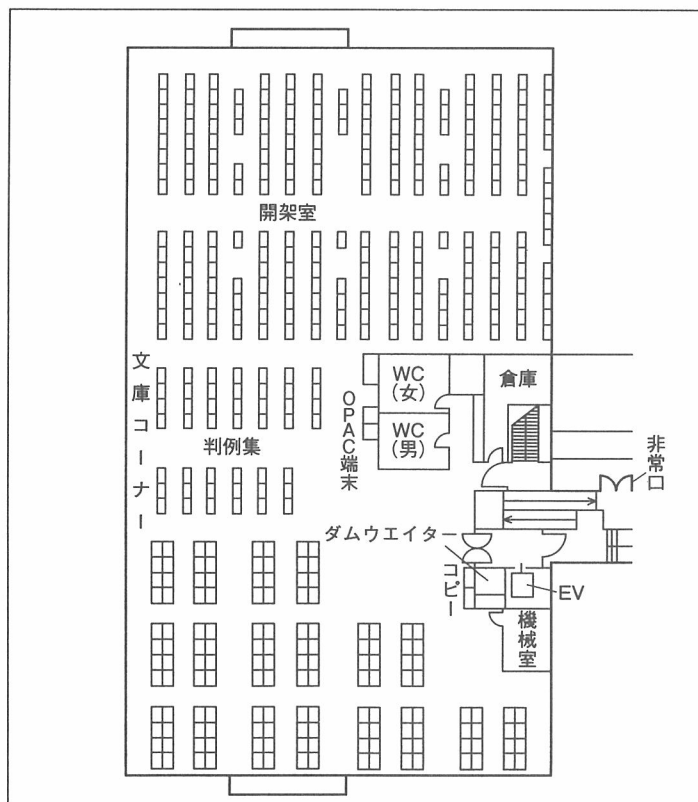 開架室
文庫コーナー
判例集
OPAC端末
WC
(女)
WC
(男)
倉庫
非常口
ダムウエイター
コピー
EV
機械室